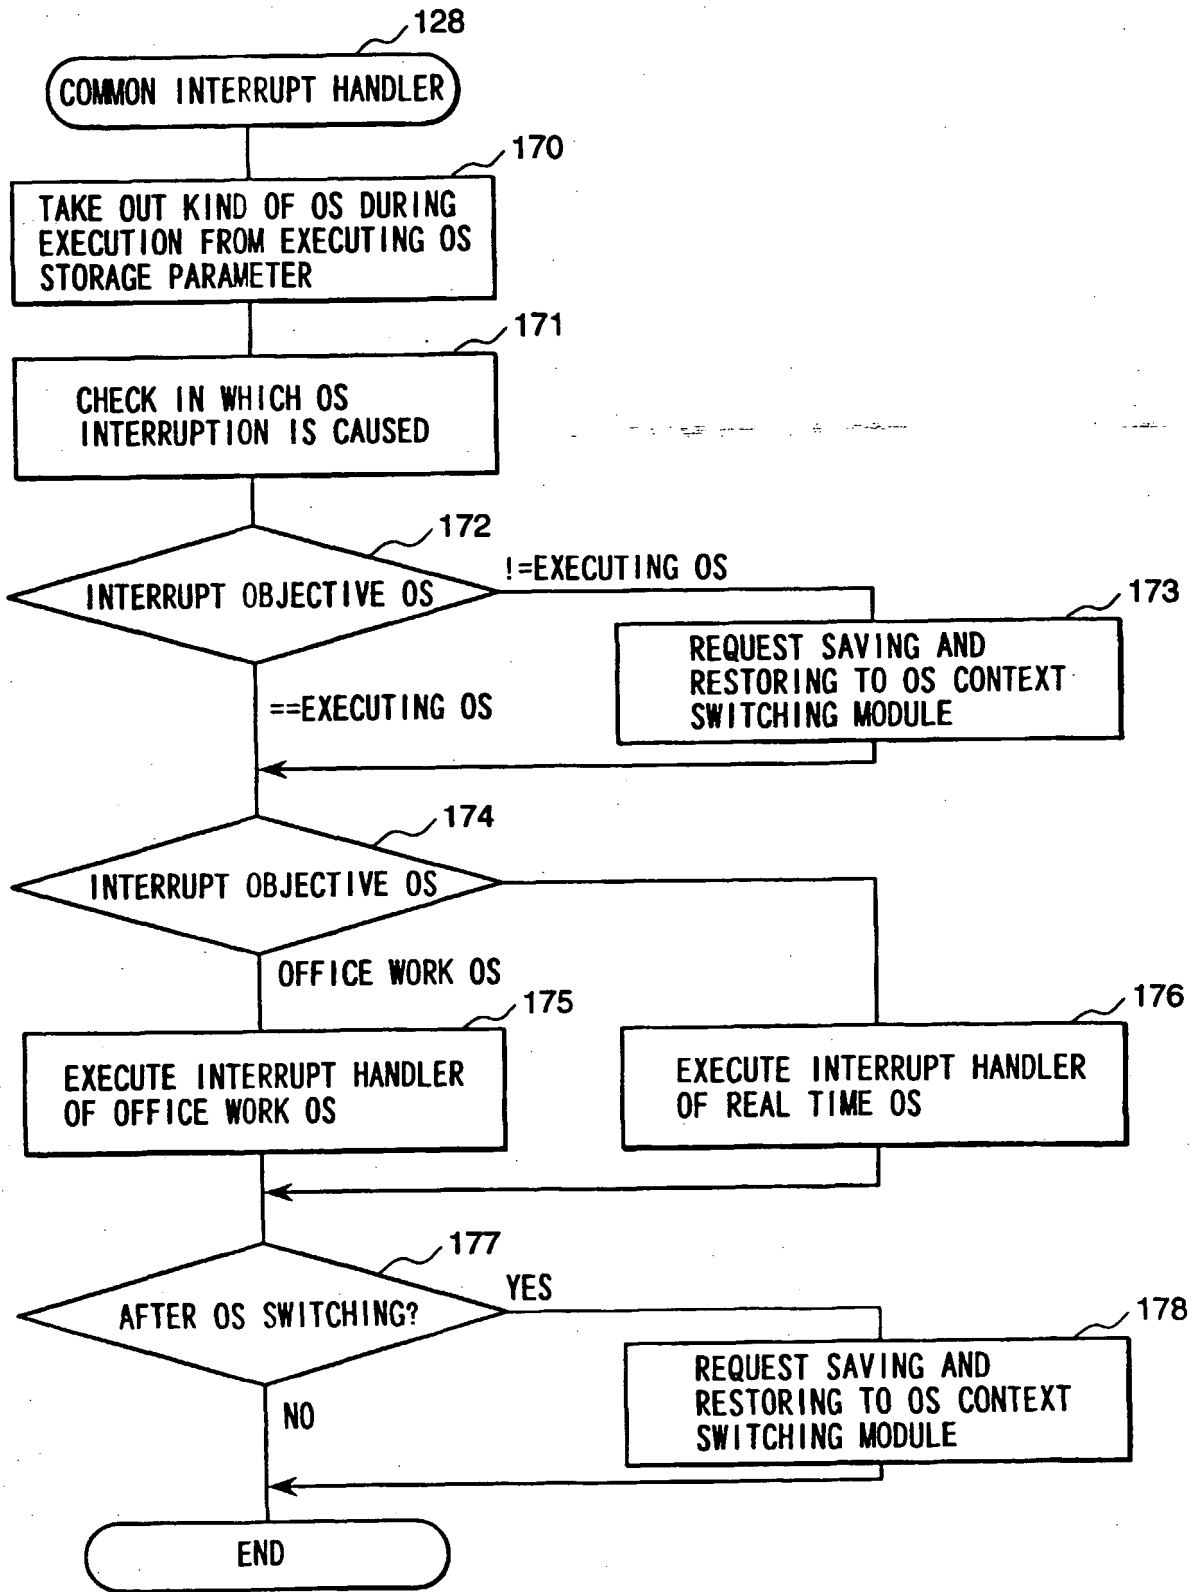 128
COMMON INTERRUPT HANDLER
170
TAKE OUT KIND OF OS DURING
EXECUTION FROM EXECUTING OS
STORAGE PARAMETER
171
CHECK IN WHICH OS
INTERRUPTION IS CAUSED
172
INTERRUPT OBJECTIVE OS
!=EXECUTING OS
173
REQUEST SAVING AND
RESTORING TO OS CONTEXT
SWITCHING MODULE
==EXECUTING OS
174
INTERRUPT OBJECTIVE OS
OFFICE WORK OS
175
EXECUTE INTERRUPT HANDLER
OF OFFICE WORK OS
176
EXECUTE INTERRUPT HANDLER
OF REAL TIME OS
177
AFTER OS SWITCHING?
YES
178
REQUEST SAVING AND
RESTORING TO OS CONTEXT
SWITCHING MODULE
NO
END